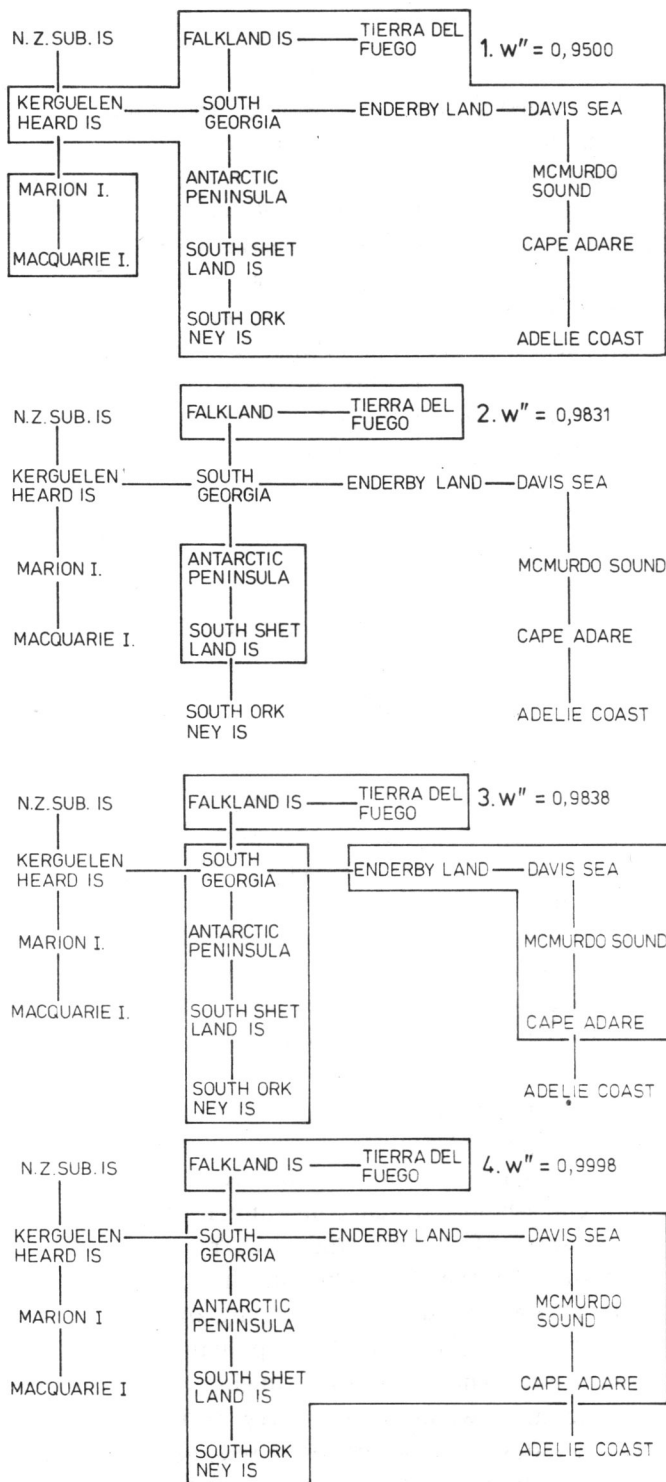 N. Z. SUB. IS
FALKLAND IS
TIERRA DEL
FUEGO
1. w″ = 0,9500
KERGUELEN
HEARD IS
SOUTH
GEORGIA
ENDERBY LAND
DAVIS SEA
MARION I.
ANTARCTIC
PENINSULA
MCMURDO
SOUND
MACQUARIE I.
SOUTH SHET
LAND IS
CAPE ADARE
SOUTH ORK
NEY IS
ADELIE COAST
N.Z.SUB. IS
FALKLAND
TIERRA DEL
FUEGO
2. w″ = 0,9831
KERGUELEN
HEARD IS
SOUTH
GEORGIA
ENDERBY LAND
DAVIS SEA
MARION I.
ANTARCTIC
PENINSULA
MCMURDO SOUND
MACQUARIE I.
SOUTH SHET
LAND IS
CAPE ADARE
SOUTH ORK
NEY IS
ADELIE COAST
N.Z.SUB. IS
FALKLAND IS
TIERRA DEL
FUEGO
3. w″ = 0,9838
KERGUELEN
HEARD IS
SOUTH
GEORGIA
ENDERBY LAND
DAVIS SEA
MARION I.
ANTARCTIC
PENINSULA
MCMURDO SOUND
MACQUARIE I.
SOUTH SHET
LAND IS
CAPE ADARE
SOUTH ORK
NEY IS
ADELIE COAST
N.Z.SUB. IS
FALKLAND IS
TIERRA DEL
FUEGO
4. w″ = 0,9998
KERGUELEN
HEARD IS
SOUTH
GEORGIA
ENDERBY LAND
DAVIS SEA
MARION I
ANTARCTIC
PENINSULA
MCMURDO
SOUND
MACQUARIE I
SOUTH SHET
LAND IS
CAPE ADARE
SOUTH ORK
NEY IS
ADELIE COAST